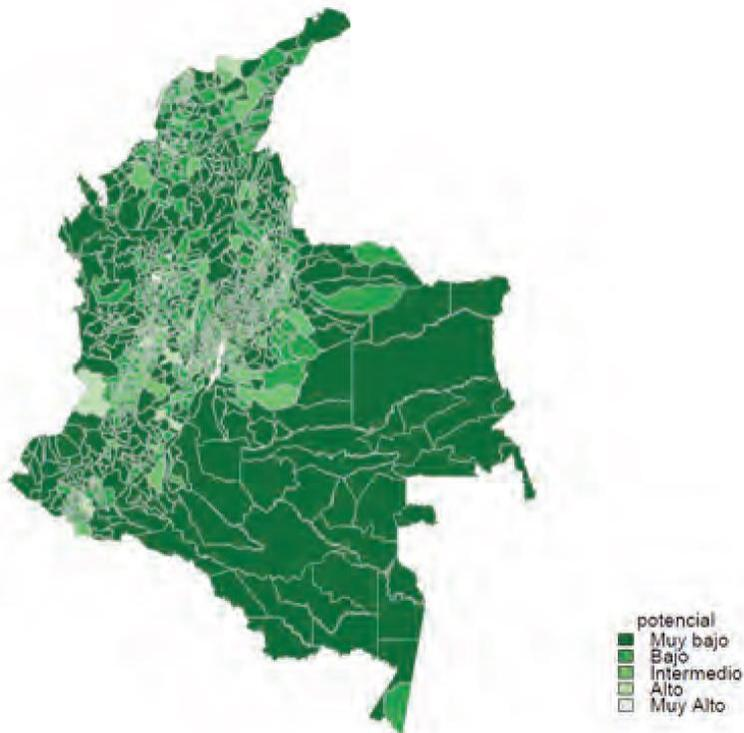 potencial
Muy bajo
Bajo
Intermedio
Alto
Muy Alto